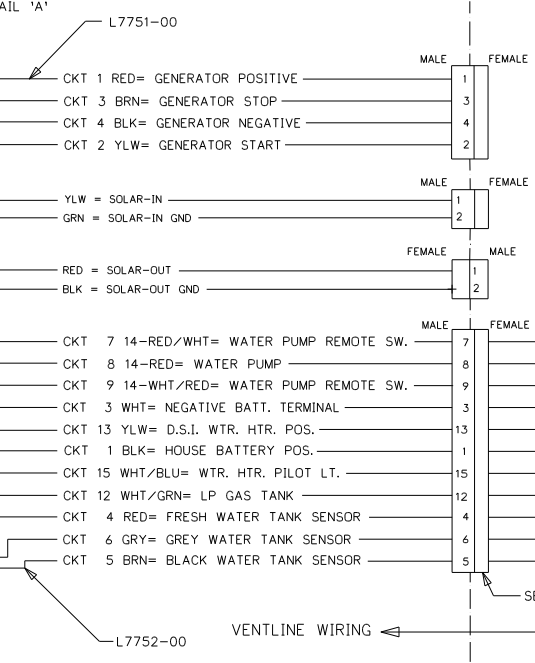 AIL 'A'
L7751-00
MALE FEMALE
CKT 1 RED= GENERATOR POSITIVE 1
CKT 3 BRN= GENERATOR STOP 3
CKT 4 BLK= GENERATOR NEGATIVE 4
CKT 2 YLW= GENERATOR START 2
MALE FEMALE
YLW = SOLAR-IN 1
GRN = SOLAR-IN GND 2
FEMALE MALE
RED = SOLAR-OUT 1
BLK = SOLAR-OUT GND 2
MALE FEMALE
CKT 7 14-RED/WHT= WATER PUMP REMOTE SW. 7
CKT 8 14-RED= WATER PUMP 8
CKT 9 14-WHT/RED= WATER PUMP REMOTE SW. 9
CKT 3 WHT= NEGATIVE BATT. TERMINAL 3
CKT 13 YLW= D.S.I. WTR. HTR. POS. 13
CKT 1 BLK= HOUSE BATTERY POS. 1
CKT 15 WHT/BLU= WTR. HTR. PILOT LT. 15
CKT 12 WHT/GRN= LP GAS TANK 12
CKT 4 RED= FRESH WATER TANK SENSOR 4
CKT 6 GRY= GREY WATER TANK SENSOR 6
CKT 5 BRN= BLACK WATER TANK SENSOR 5
SE
VENTLINE WIRING
L7752-00